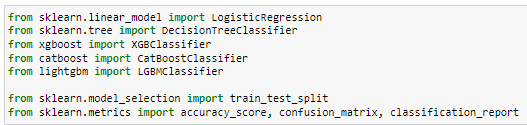 from sklearn.linear_model import LogisticRegression
from sklearn.tree import DecisionTreeClassifier
from xgboost import XGBClassifier
from catboost import CatBoostClassifier
from lightgbm import LGBMClassifier
from sklearn.model_selection import train_test_split
from sklearn.metrics import accuracy_score, confusion_matrix, classification_report